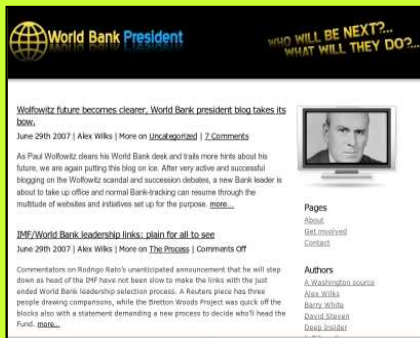 World Bank President
WHO WILL BE NEXT?...
WHAT WILL THEY DO?...
Wolfowitz future becomes clearer, World Bank president blog takes its
bow.
June 29th 2007 | Alex Wilks | More on Uncategorized | 7 Comments
As Paul Wolfowitz clears his World Bank desk and trails more hints about his
future, we are again putting this blog on ice. After very active and successful
blogging on the Wolfowitz scandal and succession debates, a new Bank leader is
about to take up office and normal Bank-tracking can resume through the
multitude of websites and initiatives set up for the purpose. more...
IMF/World Bank leadership links: plain for all to see
June 29th 2007 | Alex Wilks | More on The Process | Comments Off
Commentators on Rodrigo Rato's unanticipated announcement that he will step
down as head of the IMF have not been slow to make the links with the just
ended World Bank leadership selection process. A Reuters piece has three
people drawing comparisons, while the Bretton Woods Project was quick off the
blocks also with a statement demanding a new process to decide who'll head the
Fund. more...
Pages
About
Get involved
Contact
Authors
A Washington source
Alex Wilks
Barry White
David Steven
Deep Insider